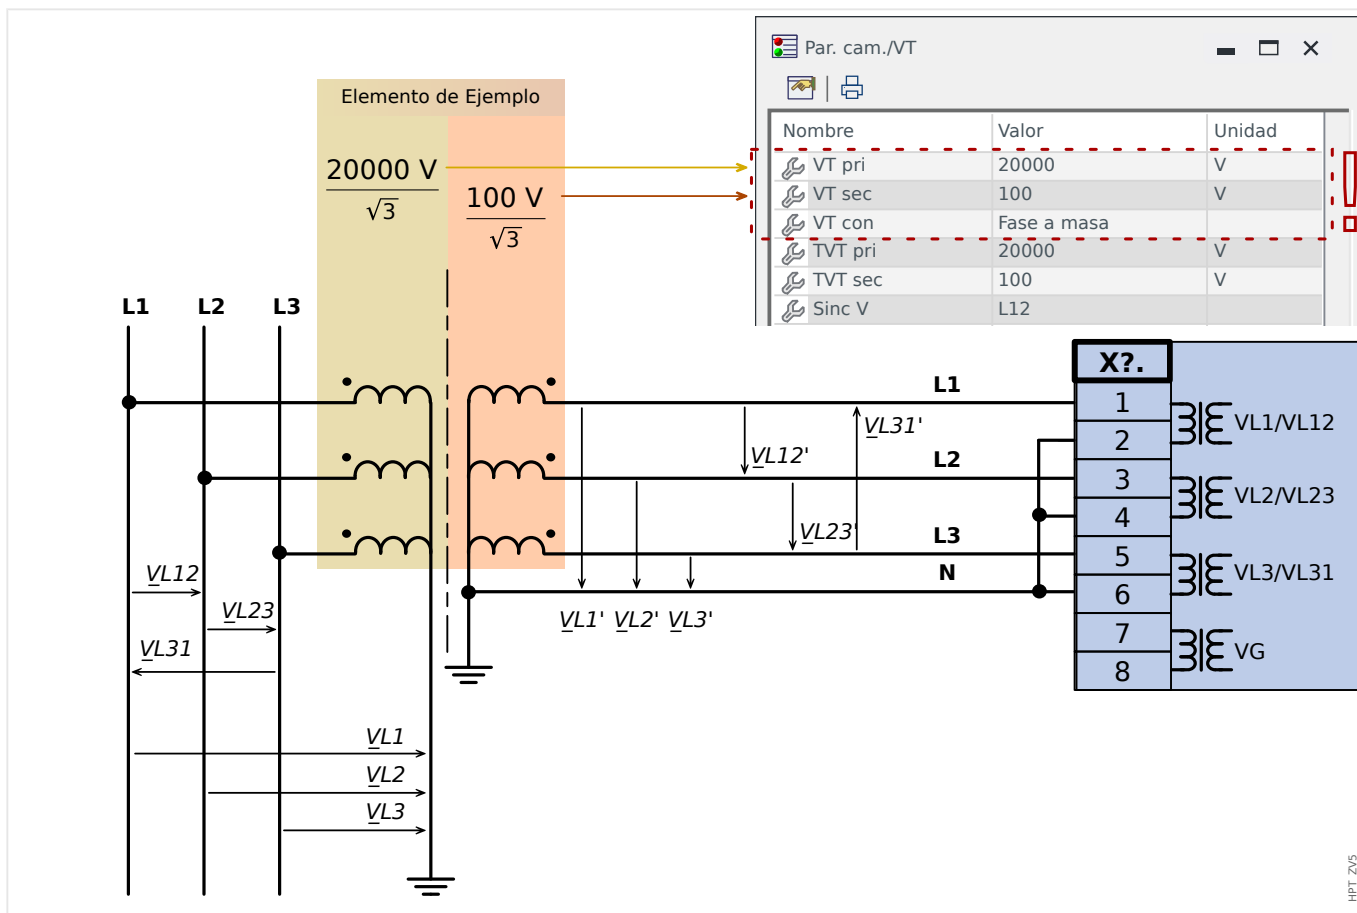 Par. cam./VT
Nombre Valor Unidad
VT pri 20000 V
VT sec 100 V
VT con Fase a masa
TVT pri 20000 V
TVT sec 100 V
Sinc V L12
Elemento de Ejemplo
20000 V
√3
100 V
√3
L1 L2 L3
L1
L2
L3
N
VL31'
VL12'
VL23'
VL1' VL2' VL3'
VL12
VL23
VL31
VL1
VL2
VL3
X?.
1
2
3
4
5
6
7
8
VL1/VL12
VL2/VL23
VL3/VL31
VG
HPT_ZV5